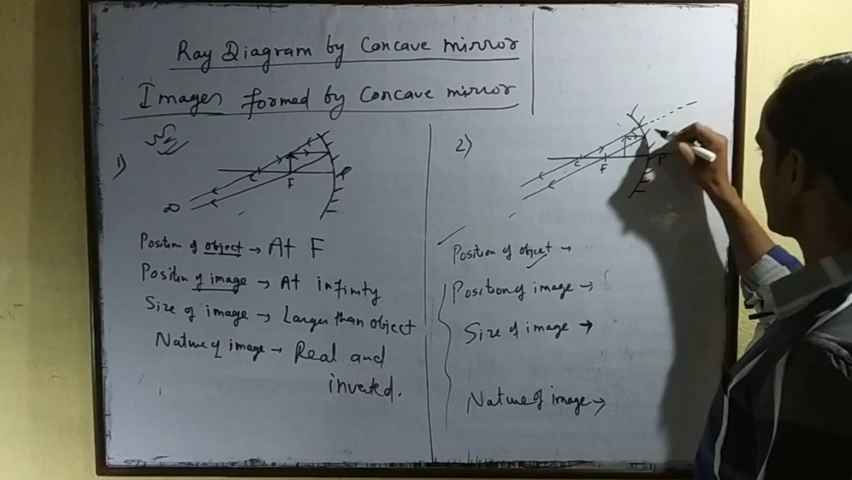 Ray Diagram by Concave mirror
Images formed by Concave mirror
1)
C F P
∞
Position of object → At F
Position of image → At infinity
Size of image → Larger than object
Nature of image → Real and
inverted.
2)
C F P
Position of object →
Position of image →
Size of image →
Nature of image →